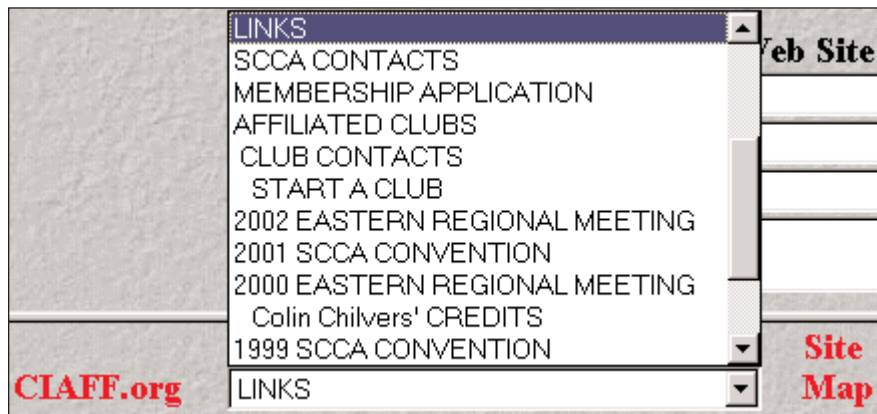 LINKS
SCCA CONTACTS
MEMBERSHIP APPLICATION
AFFILIATED CLUBS
CLUB CONTACTS
START A CLUB
2002 EASTERN REGIONAL MEETING
2001 SCCA CONVENTION
2000 EASTERN REGIONAL MEETING
Colin Chilvers' CREDITS
1999 SCCA CONVENTION
Site
CIAFF.org
LINKS
Site
Map